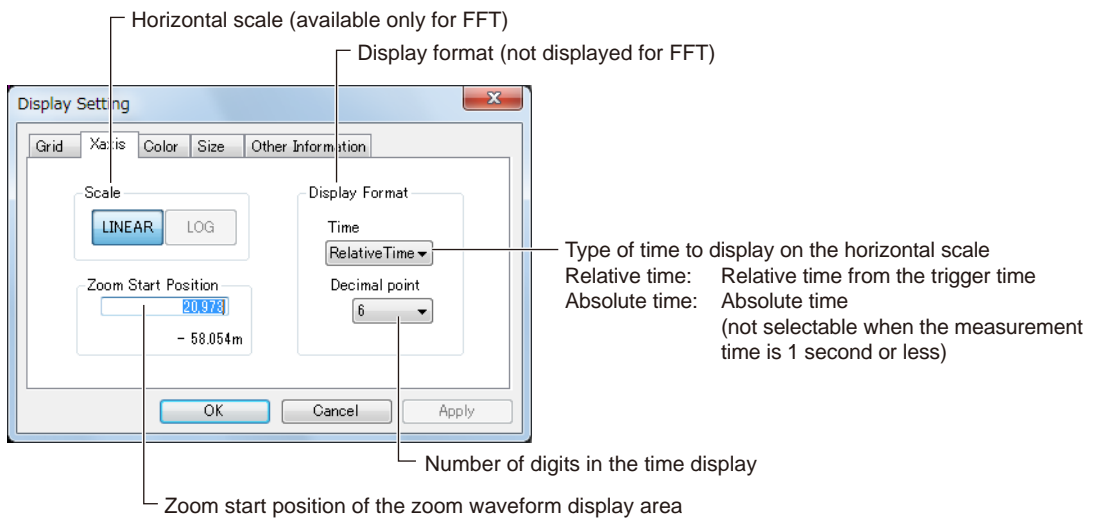 Horizontal scale (available only for FFT)
Display format (not displayed for FFT)
Display Setting
Grid Xaxis Color Size Other Information
Scale
LINEAR LOG
Display Format
Time
RelativeTime
Zoom Start Position
20,973
- 58.054m
Decimal point
6
OK Cancel Apply
Type of time to display on the horizontal scale
Relative time: Relative time from the trigger time
Absolute time: Absolute time
(not selectable when the measurement
time is 1 second or less)
Number of digits in the time display
Zoom start position of the zoom waveform display area